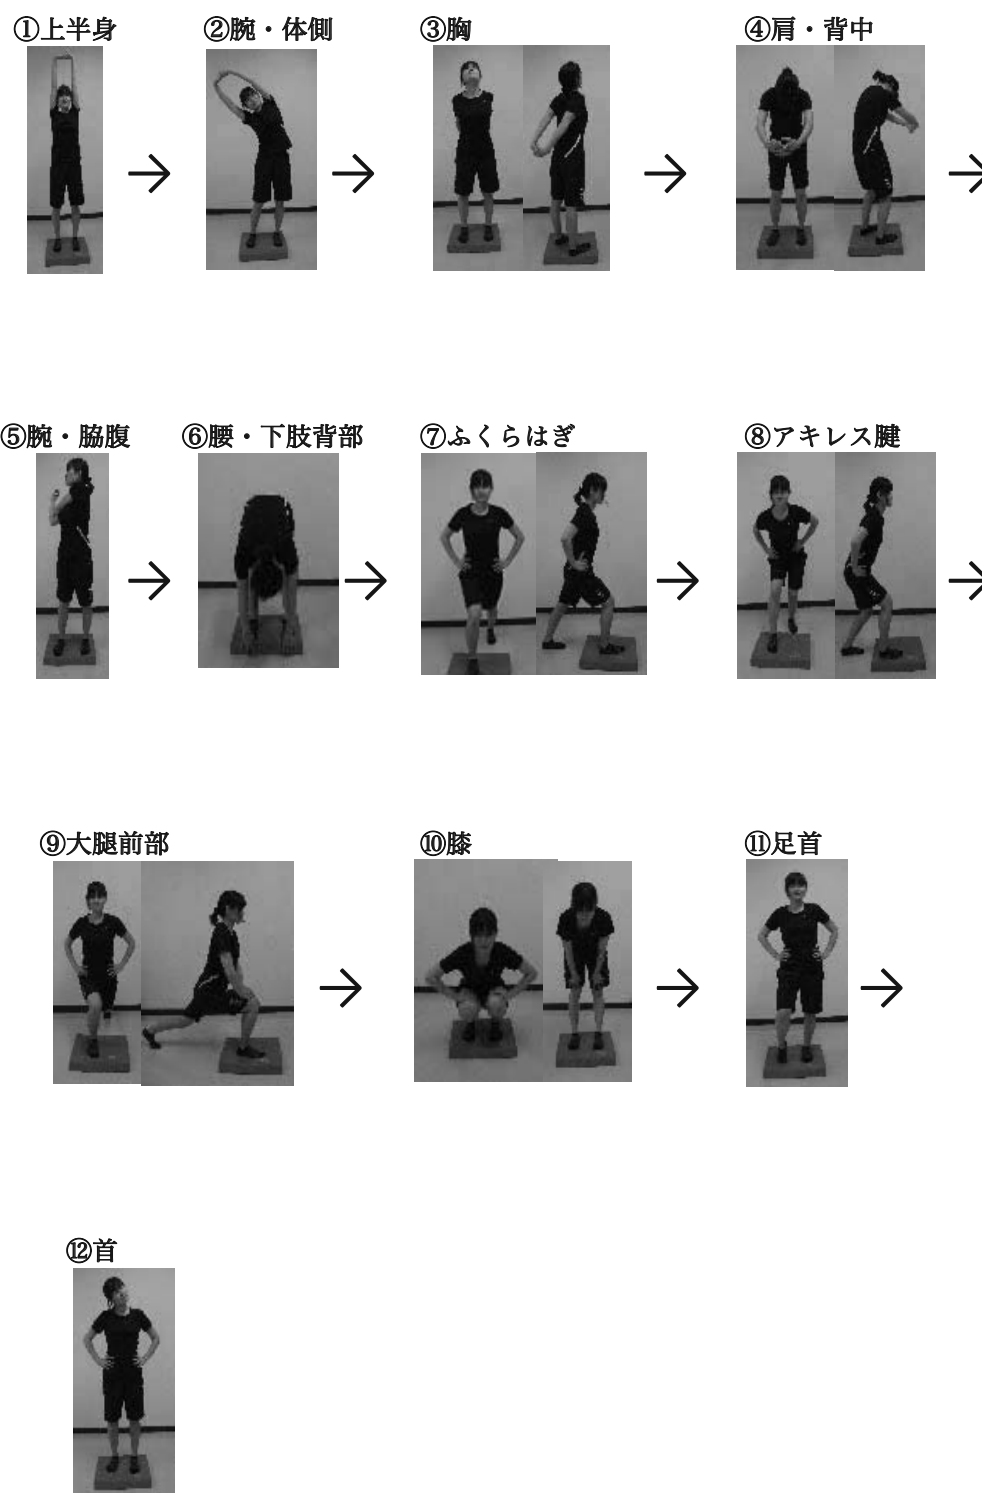 ①上半身
②腕・体側
③胸
④肩・背中
⑤腕・脇腹
⑥腰・下肢背部
⑦ふくらはぎ
⑧アキレス腱
⑨大腿前部
⑩膝
⑪足首
⑫首